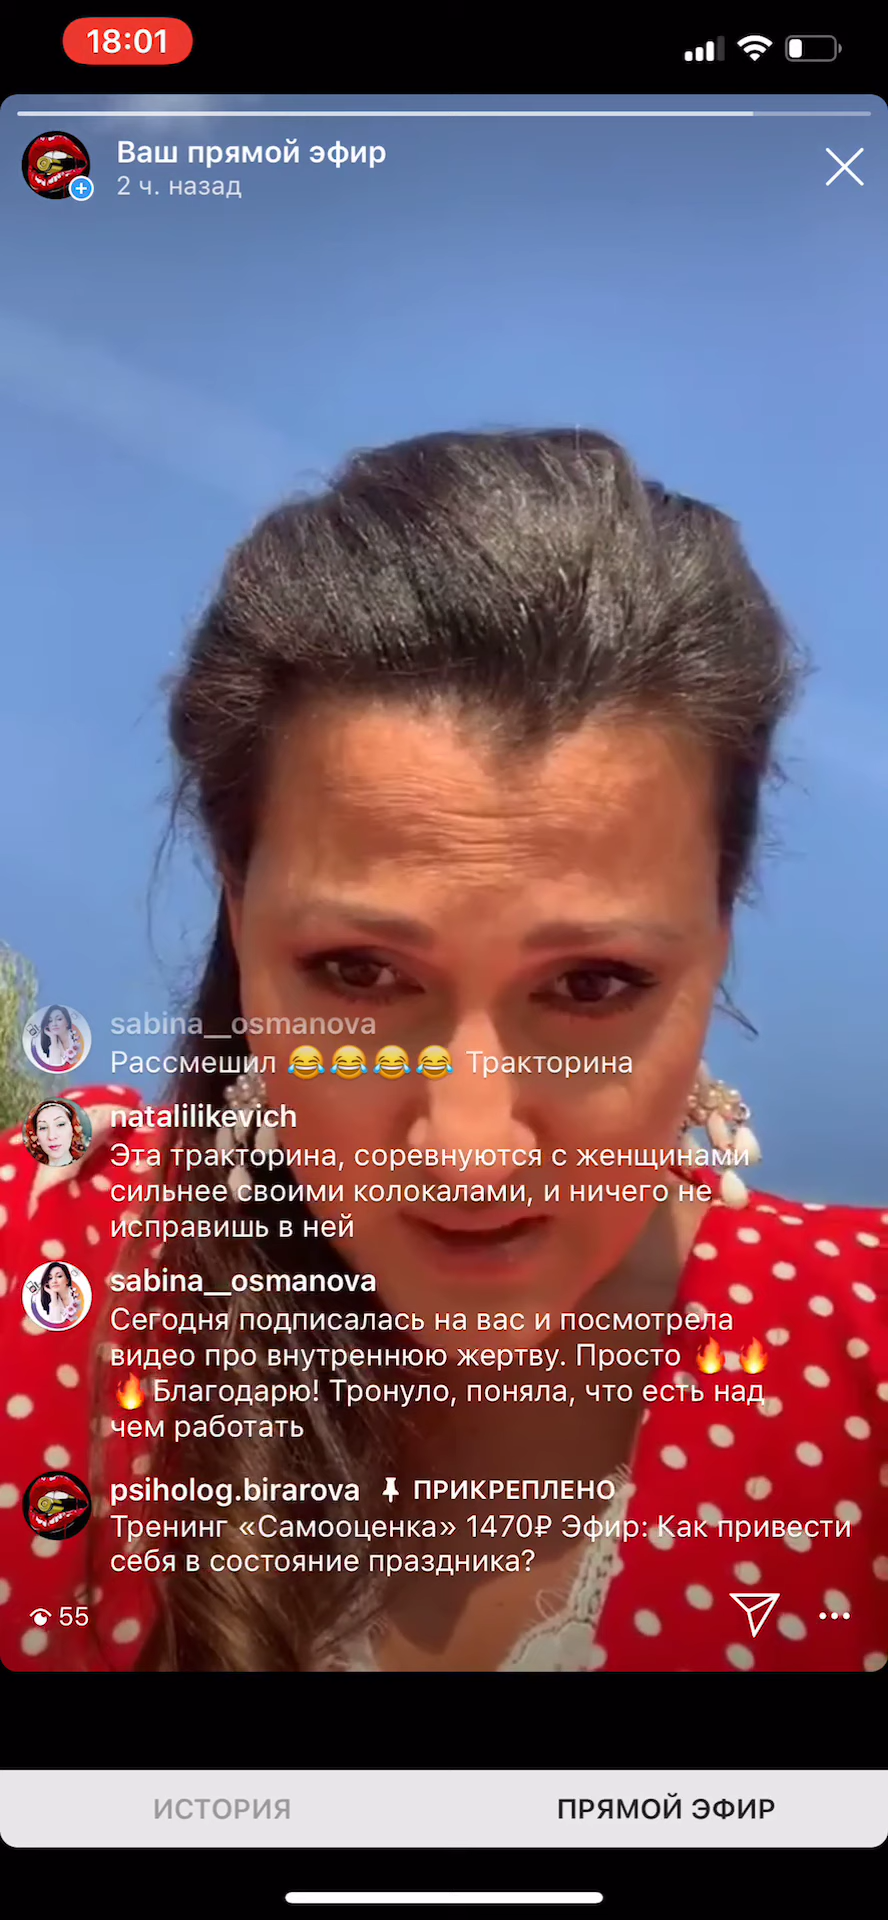 18:01
Ваш прямой эфир
2 ч. назад
sabina__osmanova
Рассмешил 😂😂😂😂 Тракторина
natalilikevich
Эта тракторина, соревнуются с женщинами
сильнее своими колокалами, и ничего не
исправишь в ней
sabina__osmanova
Сегодня подписалась на вас и посмотрела
видео про внутреннюю жертву. Просто 🔥🔥
🔥Благодарю! Тронуло, поняла, что есть над
чем работать
psiholog.birarova ПРИКРЕПЛЕНО
Тренинг «Самооценка» 1470₽ Эфир: Как привести
себя в состояние праздника?
55
ИСТОРИЯ
ПРЯМОЙ ЭФИР